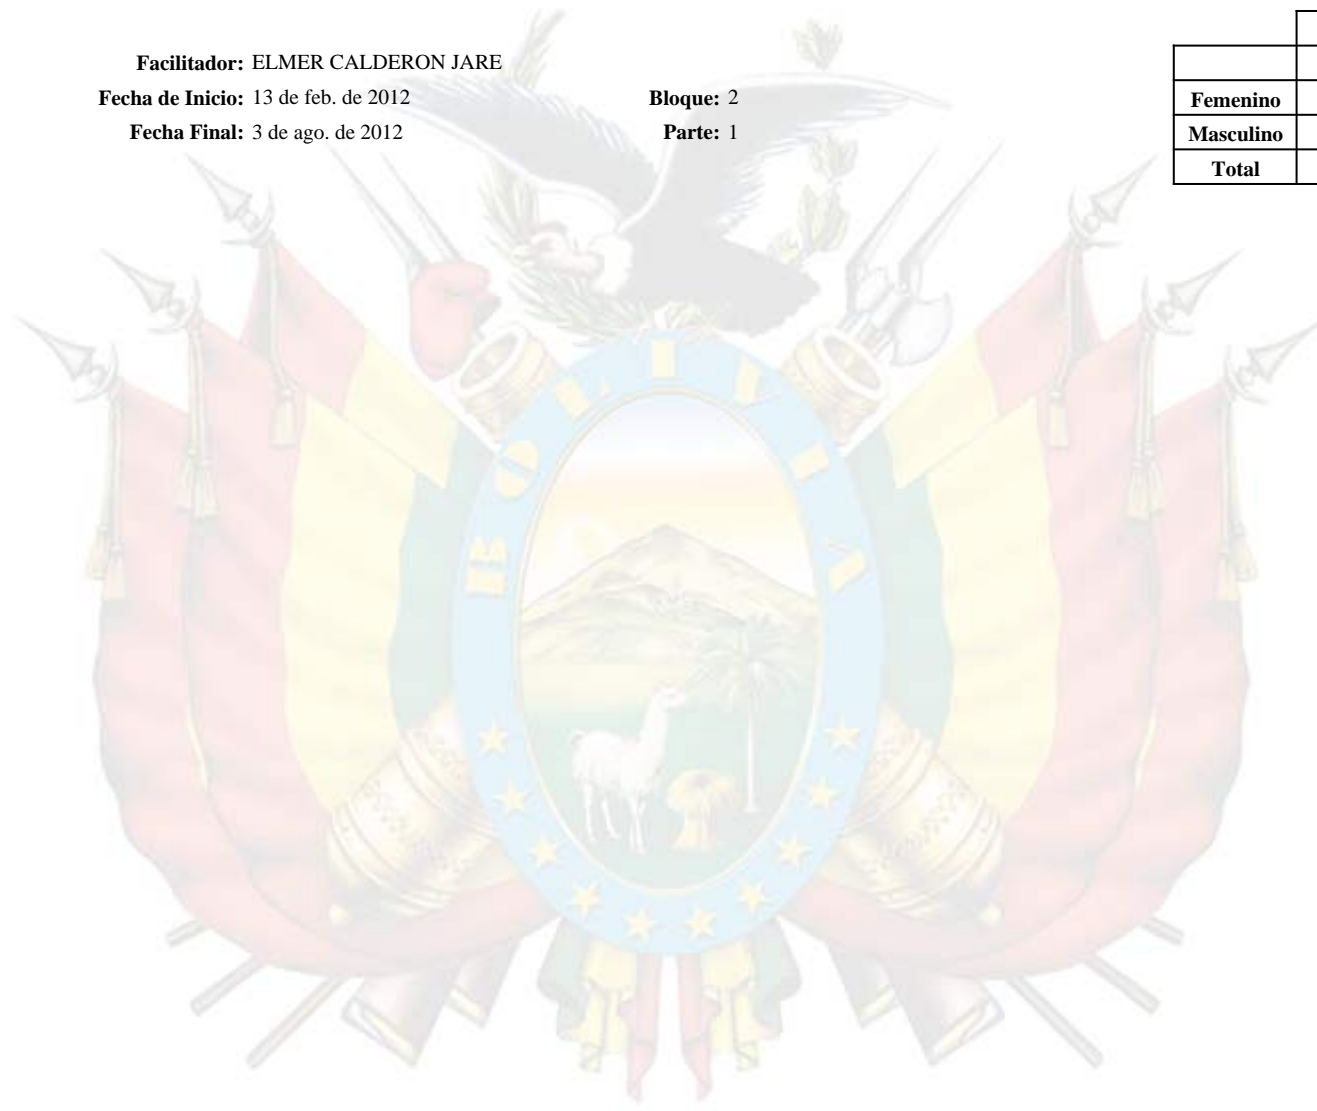 Facilitador: ELMER CALDERON JARE
Fecha de Inicio: 13 de feb. de 2012 Bloque: 2
Fecha Final: 3 de ago. de 2012 Parte: 1
Femenino
Masculino
Total
BOLIVIA